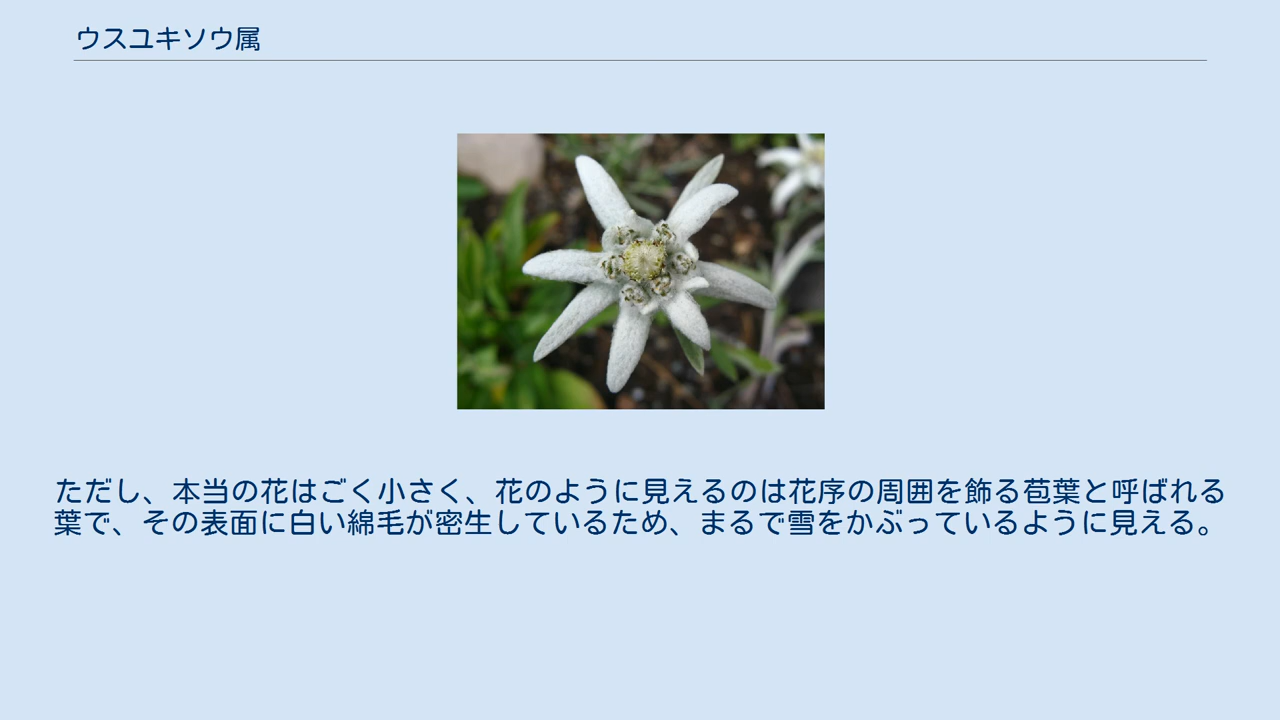 ウスユキソウ属
ただし、本当の花はごく小さく、花のように見えるのは花序の周囲を飾る苞葉と呼ばれる
葉で、その表面に白い綿毛が密生しているため、まるで雪をかぶっているように見える。